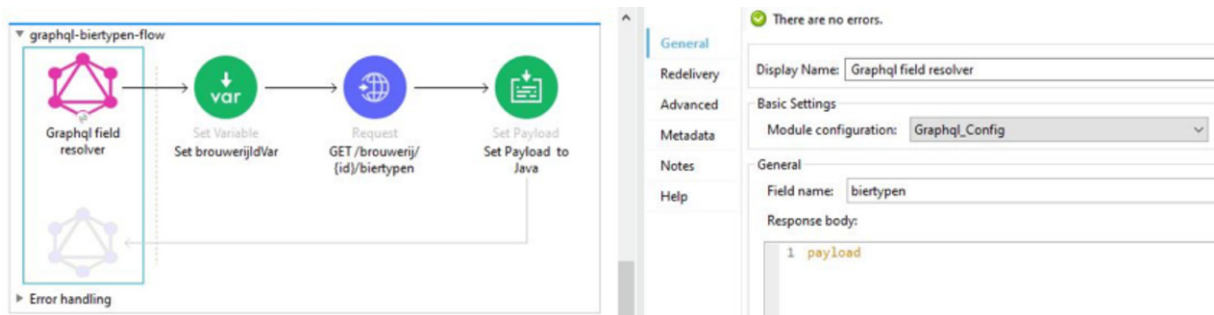 graphql-biertypen-flow
var
Graphql field
resolver
Set Variable
Set brouwerijIdVar
Request
GET /brouwerij/
{id}/biertypen
Set Payload
Set Payload to
Java
Error handling
General
Redelivery
Advanced
Metadata
Notes
Help
There are no errors.
Display Name: Graphql field resolver
Basic Settings
Module configuration: Graphql_Config
General
Field name: biertypen
Response body:
1 payload